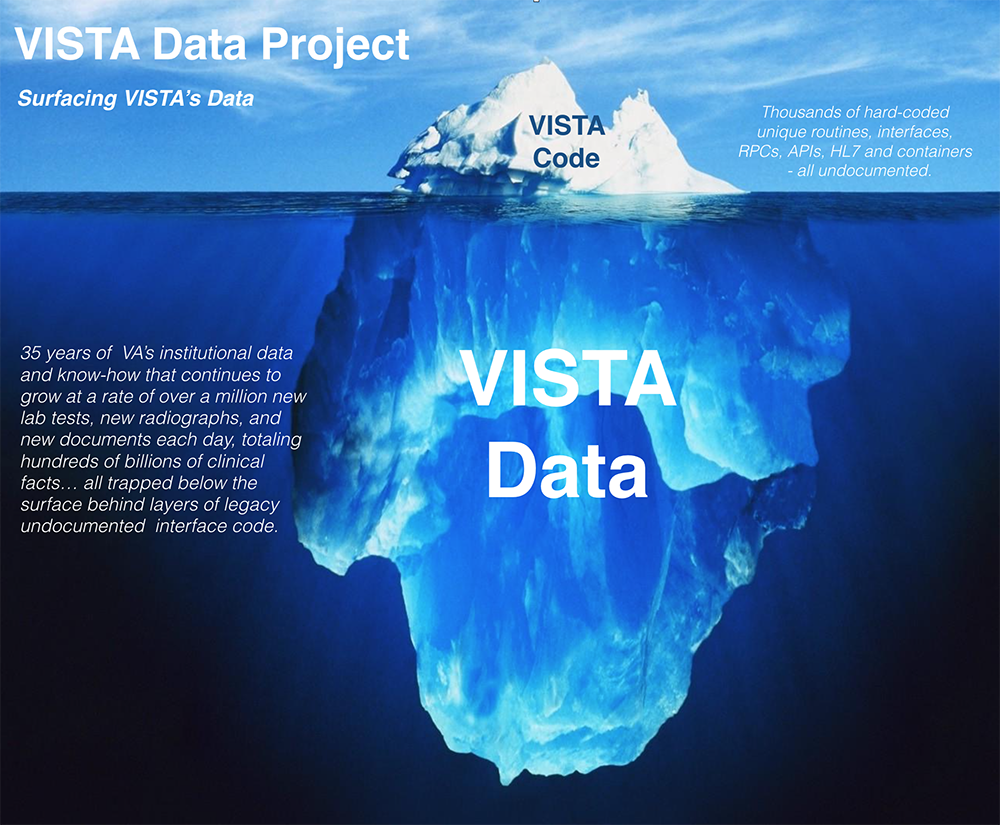 VISTA Data Project
Surfacing VISTA's Data
VISTA
Code
Thousands of hard-coded
unique routines, interfaces,
RPCs, APIs, HL7 and containers
- all undocumented.
35 years of  VA's institutional data
and know-how that continues to
grow at a rate of over a million new
lab tests, new radiographs, and
new documents each day, totaling
hundreds of billions of clinical
facts… all trapped below the
surface behind layers of legacy
undocumented  interface code.
VISTA
Data